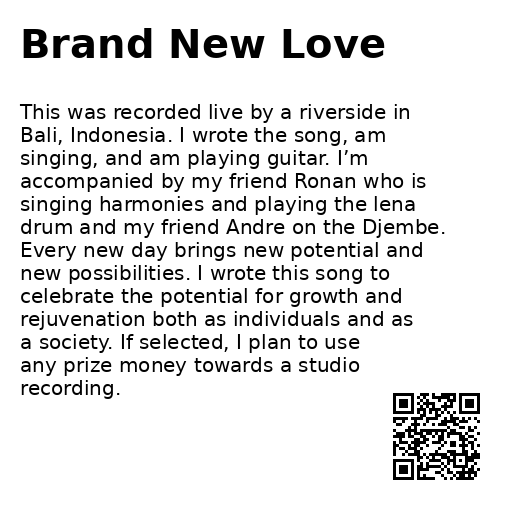 Brand New Love
This was recorded live by a riverside in
Bali, Indonesia. I wrote the song, am
singing, and am playing guitar. I’m
accompanied by my friend Ronan who is
singing harmonies and playing the lena
drum and my friend Andre on the Djembe.
Every new day brings new potential and
new possibilities. I wrote this song to
celebrate the potential for growth and
rejuvenation both as individuals and as
a society. If selected, I plan to use
any prize money towards a studio
recording.